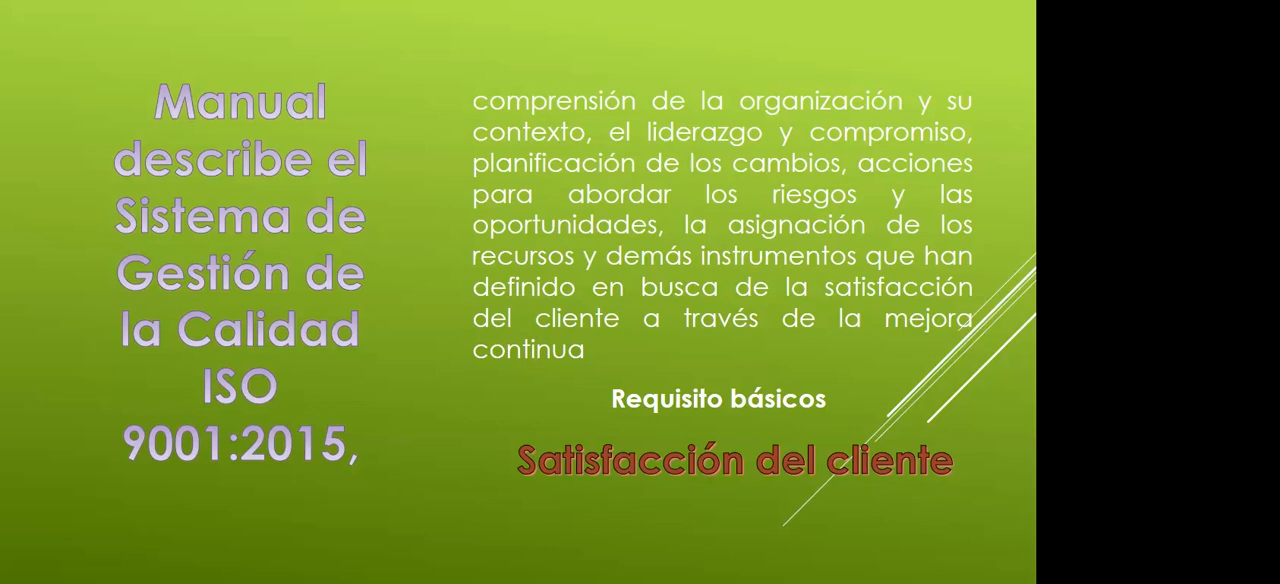 Manual
describe el
Sistema de
Gestión de
la Calidad
ISO
9001:2015,
comprensión de la organización y su
contexto, el liderazgo y compromiso,
planificación de los cambios, acciones
para abordar los riesgos y las
oportunidades, la asignación de los
recursos y demás instrumentos que han
definido en busca de la satisfacción
del cliente a través de la mejora
continua
Requisito básicos
Satisfacción del cliente